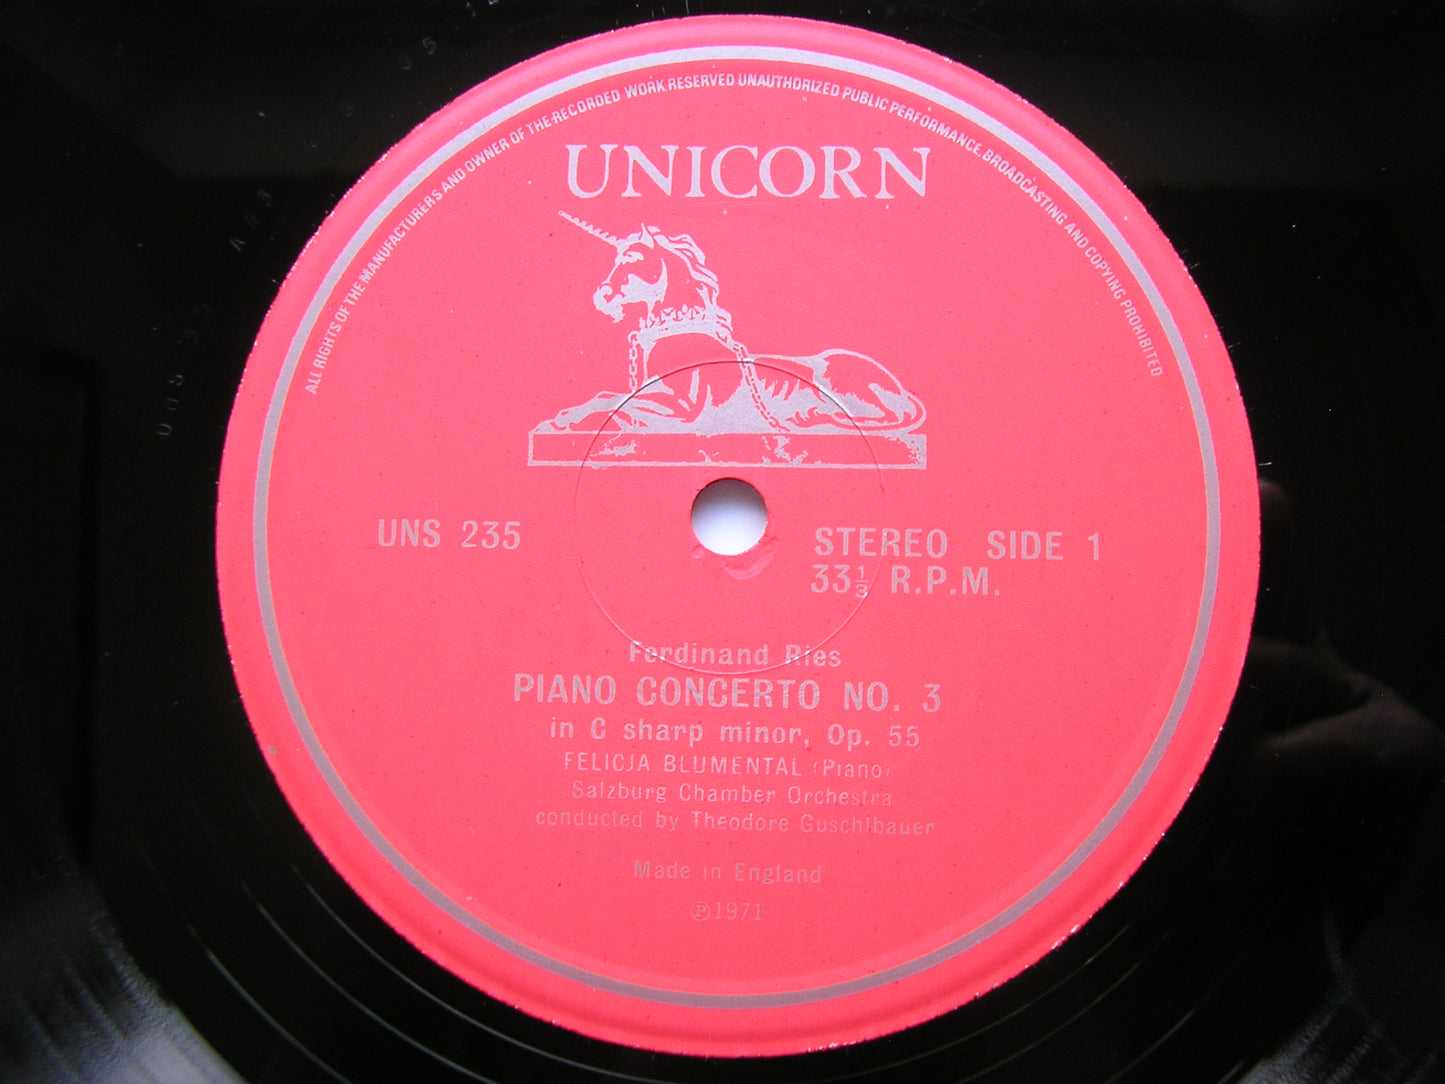 ALL RIGHTS OF THE MANUFACTURERS AND OWNER OF THE RECORDED WORK RESERVED UNAUTHORIZED PUBLIC PERFORMANCE, BROADCASTING AND COPYING PROHIBITED
UNICORN
UNS 235
STEREO SIDE 1
33⅓ R.P.M.
Ferdinand Ries
PIANO CONCERTO NO. 3
in C sharp minor, Op. 55
FELICJA BLUMENTAL (Piano)
Salzburg Chamber Orchestra
conducted by Theodore Guschlbauer
Made in England
℗1971